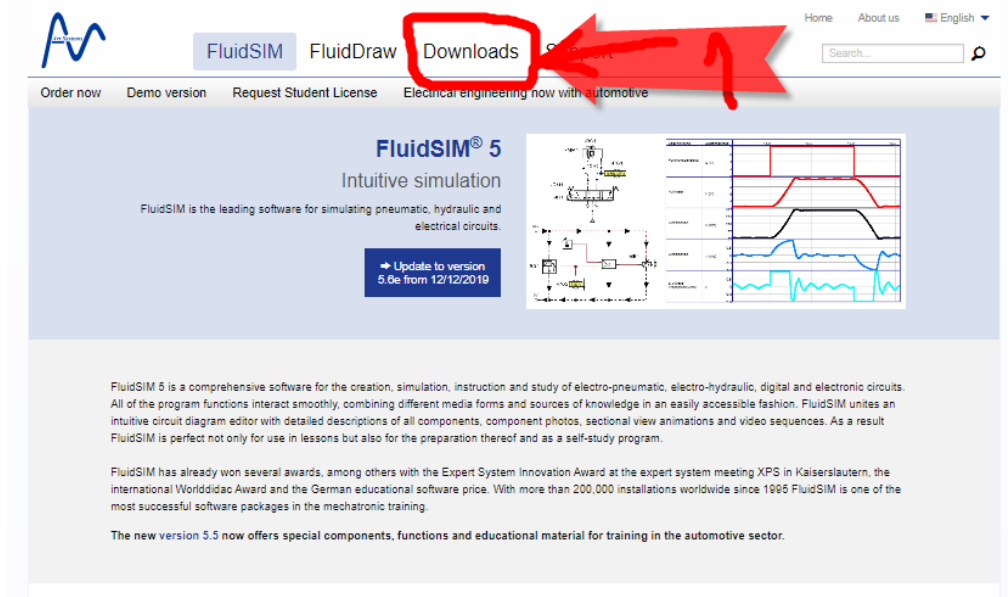 Home About us English
Art Systems
FluidSIM FluidDraw Downloads Support
Search...
1
Order now Demo version Request Student License Electrical engineering now with automotive
FluidSIM® 5
Intuitive simulation
FluidSIM is the leading software for simulating pneumatic, hydraulic and
electrical circuits.
Update to version
5.6e from 12/12/2019
FluidSIM 5 is a comprehensive software for the creation, simulation, instruction and study of electro-pneumatic, electro-hydraulic, digital and electronic circuits.
All of the program functions interact smoothly, combining different media forms and sources of knowledge in an easily accessible fashion. FluidSIM unites an
intuitive circuit diagram editor with detailed descriptions of all components, component photos, sectional view animations and video sequences. As a result
FluidSIM is perfect not only for use in lessons but also for the preparation thereof and as a self-study program.
FluidSIM has already won several awards, among others with the Expert System Innovation Award at the expert system meeting XPS in Kaiserslautern, the
international Worlddidac Award and the German educational software price. With more than 200,000 installations worldwide since 1995 FluidSIM is one of the
most successful software packages in the mechatronic training.
The new version 5.5 now offers special components, functions and educational material for training in the automotive sector.